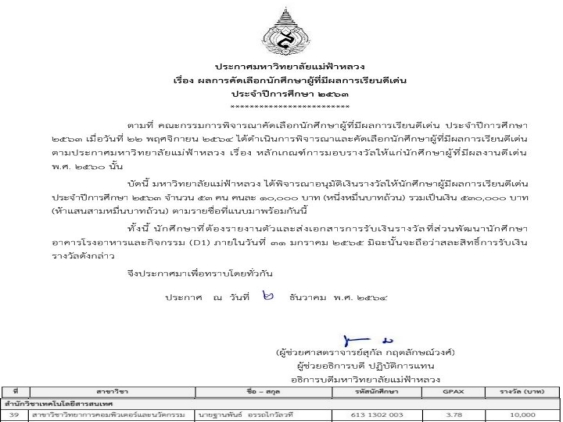 ประกาศมหาวิทยาลัยแม่ฟ้าหลวง
เรื่อง ผลการคัดเลือกนักศึกษาผู้ที่มีผลการเรียนดีเด่น
ประจำปีการศึกษา ๒๕๖๓
*************************
ตามที่ คณะกรรมการพิจารณาคัดเลือกนักศึกษาผู้ที่มีผลการเรียนดีเด่น ประจำปีการศึกษา
๒๕๖๓ เมื่อวันที่ ๒๒ พฤศจิกายน ๒๕๖๔ ได้ดำเนินการพิจารณาและคัดเลือกนักศึกษาผู้ที่มีผลการเรียนดีเด่น
ตามประกาศมหาวิทยาลัยแม่ฟ้าหลวง เรื่อง หลักเกณฑ์การมอบรางวัลให้แก่นักศึกษาผู้ที่มีผลงานดีเด่น
พ.ศ. ๒๕๖๐ นั้น
บัดนี้ มหาวิทยาลัยแม่ฟ้าหลวง ได้พิจารณาอนุมัติเงินรางวัลให้นักศึกษาผู้มีผลการเรียนดีเด่น
ประจำปีการศึกษา ๒๕๖๓ จำนวน ๕๓ คน คนละ ๑๐,๐๐๐ บาท (หนึ่งหมื่นบาทถ้วน) รวมเป็นเงิน ๕๓๐,๐๐๐ บาท
(ห้าแสนสามหมื่นบาทถ้วน) ตามรายชื่อที่แนบมาพร้อมกันนี้
ทั้งนี้ นักศึกษาที่ต้องรายงานตัวและส่งเอกสารการรับเงินรางวัลที่ส่วนพัฒนานักศึกษา
อาคารโรงอาหารและกิจกรรม (D1) ภายในวันที่ ๓๑ มกราคม ๒๕๖๕ มิฉะนั้นจะถือว่าสละสิทธิ์การรับเงิน
รางวัลดังกล่าว
จึงประกาศมาเพื่อทราบโดยทั่วกัน
ประกาศ ณ วันที่ ๒ ธันวาคม พ.ศ. ๒๕๖๔
(ผู้ช่วยศาสตราจารย์สุกัล กฤตลักษณ์วงศ์)
ผู้ช่วยอธิการบดี ปฏิบัติการแทน
อธิการบดีมหาวิทยาลัยแม่ฟ้าหลวง
ที่ สาขาวิชา ชื่อ – สกุล รหัสนักศึกษา GPAX รางวัล (บาท)
สำนักวิชาเทคโนโลยีสารสนเทศ
39 สาขาวิชาวิทยาการคอมพิวเตอร์และนวัตกรรม นายฐานพันธ์ อรรถโกวัลวที 613 1302 003 3.78 10,000